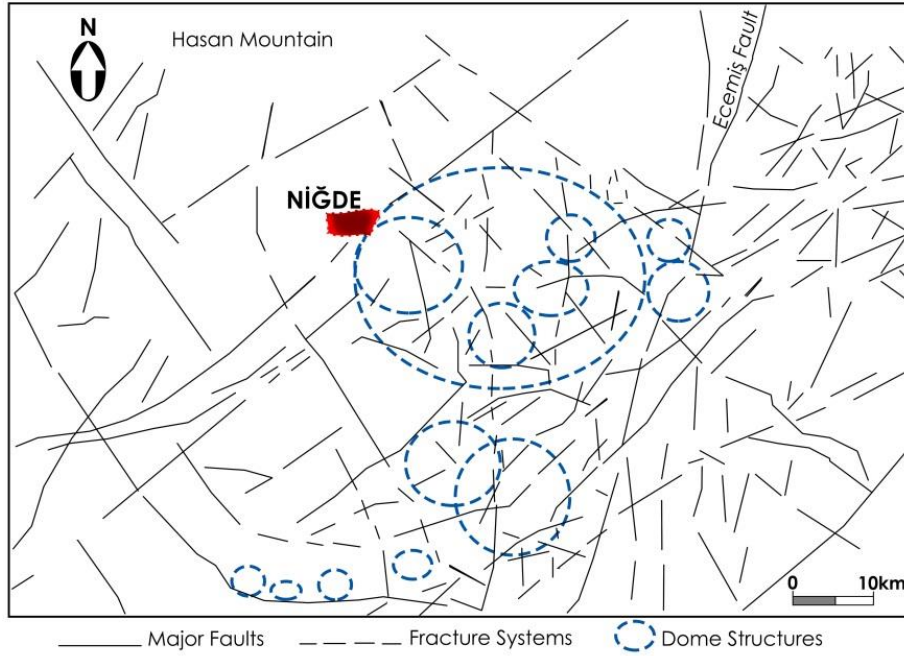 N
Hasan Mountain
Ecemiş Fault
NİĞDE
0 10km
Major Faults
Fracture Systems
Dome Structures